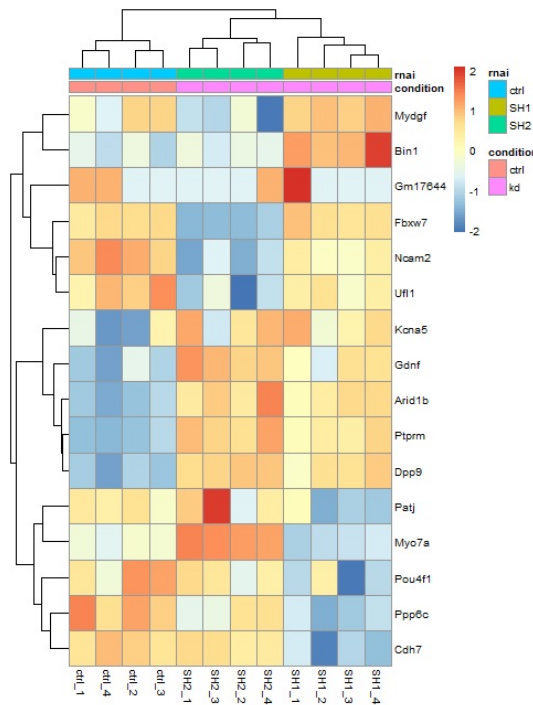 rnai
condition
Mydgf
Bin1
Gm17644
Fbxw7
Ncam2
Ufl1
Kcna5
Gdnf
Arid1b
Ptprm
Dpp9
Patj
Myo7a
Pou4f1
Ppp6c
Cdh7
ctrl_1
ctrl_4
ctrl_2
ctrl_3
SH2_1
SH2_3
SH2_2
SH2_4
SH1_1
SH1_2
SH1_3
SH1_4
2
1
0
-1
-2
rnai
ctrl
SH1
SH2
condition
ctrl
kd